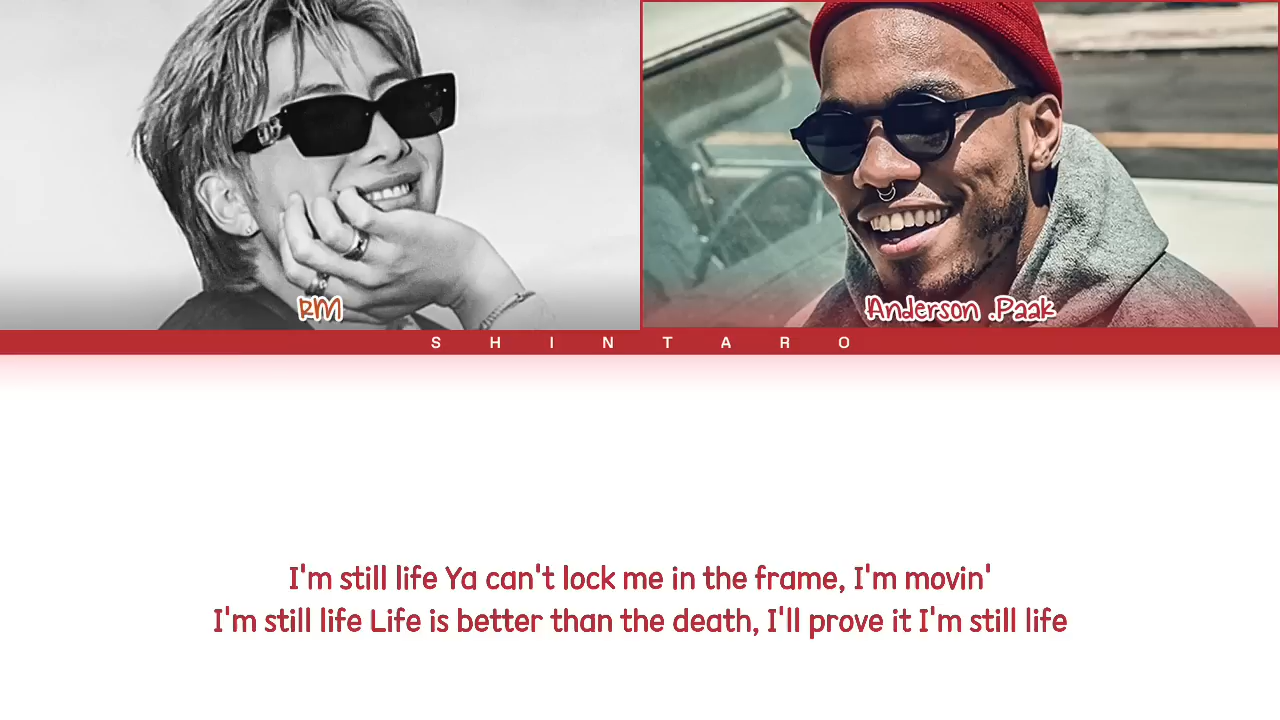 RM
Anderson .Paak
SHINTARO
I'm still life Ya can't lock me in the frame, I'm movin'
I'm still life Life is better than the death, I'll prove it I'm still life